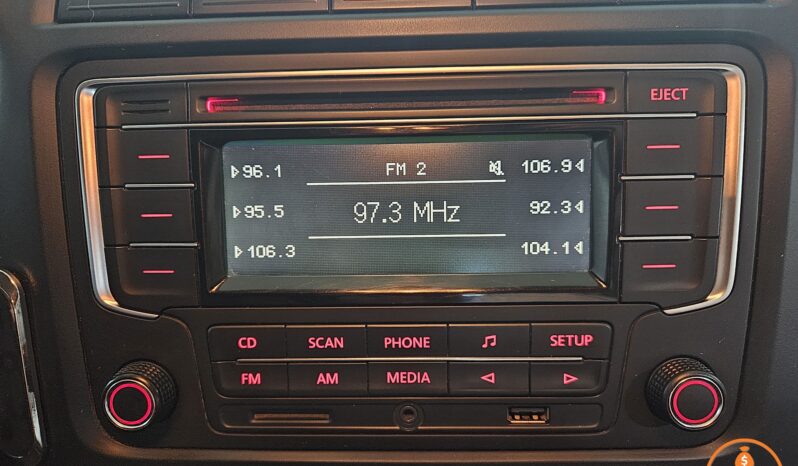 EJECT
96.1 FM 2 106.9
95.5 97.3 MHz 92.3
106.3 104.1
CD SCAN PHONE SETUP
FM AM MEDIA
$